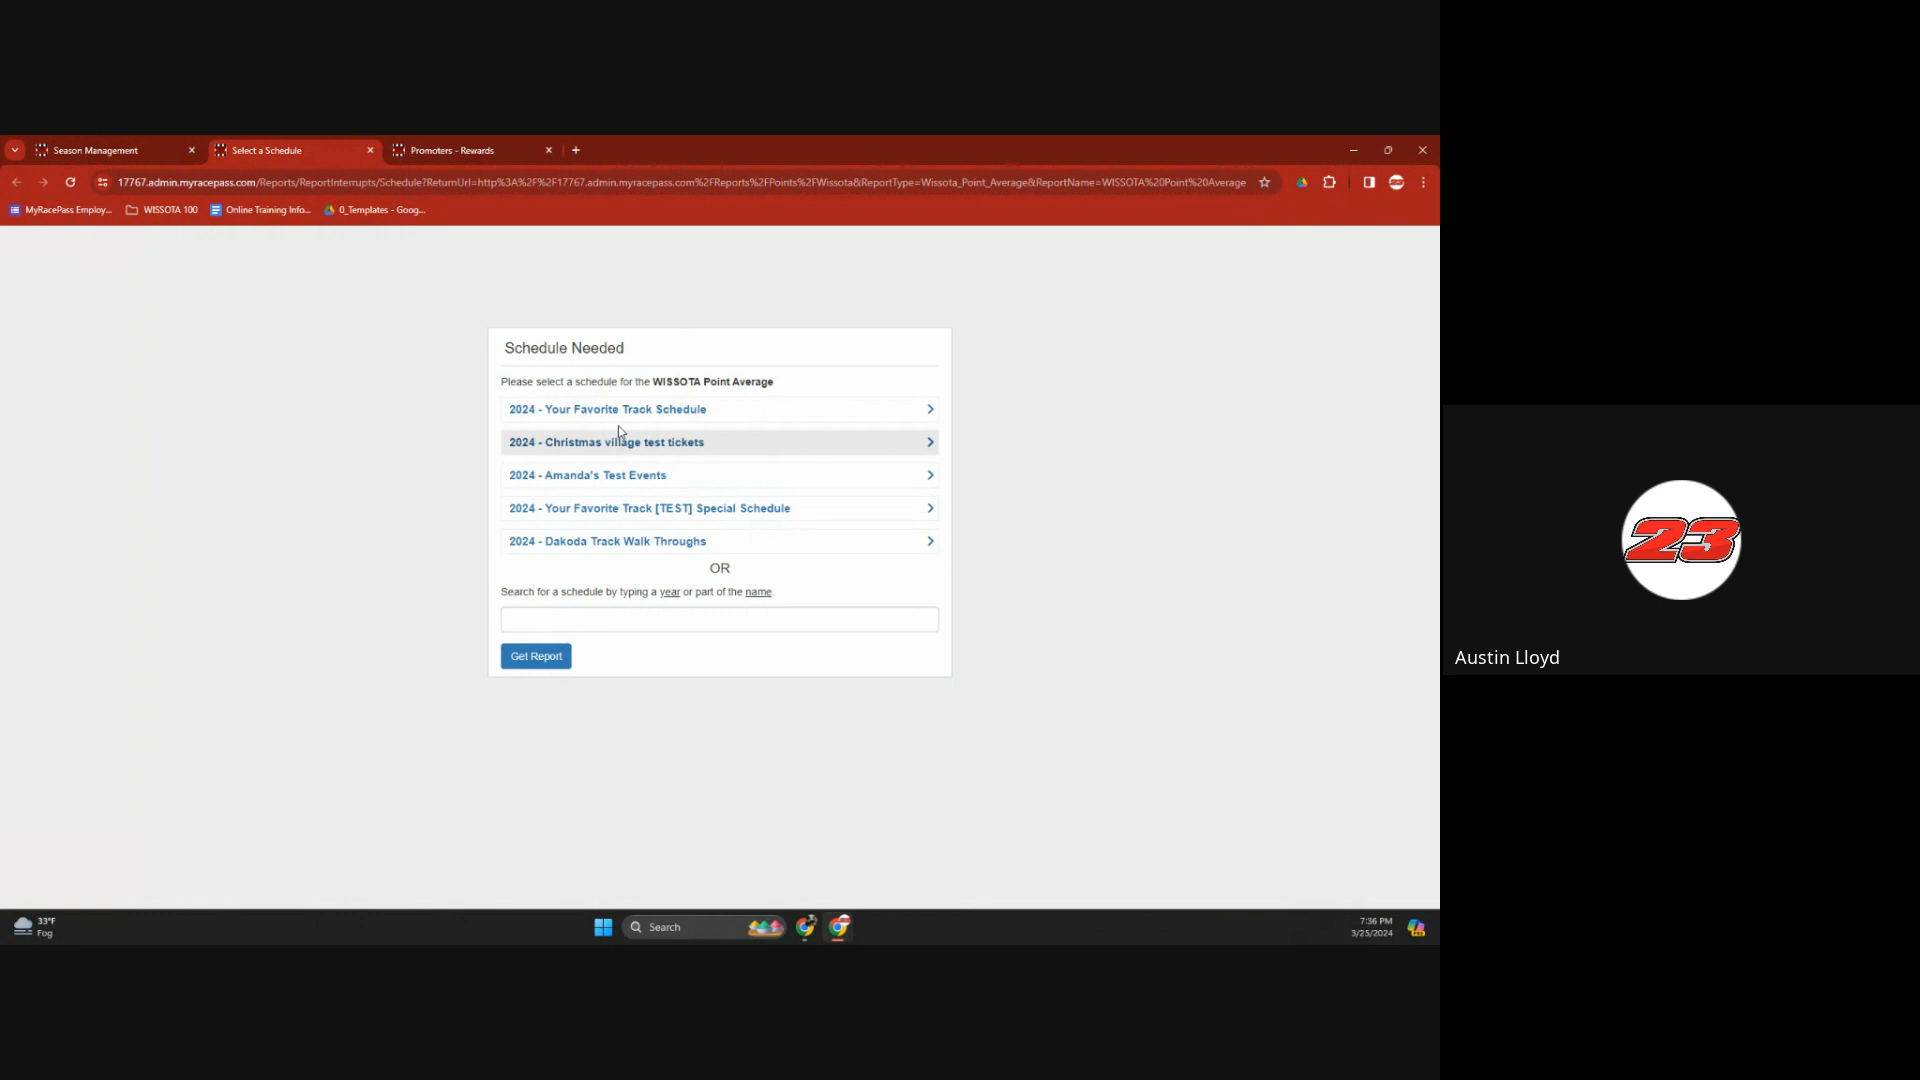 Season Management
Select a Schedule
Promoters - Rewards
17767.admin.myracepass.com/Reports/ReportInterrupts/Schedule?ReturnUrl=http%3A%2F%2F17767.admin.myracepass.com%2FReports%2FPoints%2FWissota&ReportType=Wissota_Point_Average&ReportName=WISSOTA%20Point%20Average
MyRacePass Employ...
WISSOTA 100
Online Training Info...
0_Templates - Goog...
Schedule Needed
Please select a schedule for the WISSOTA Point Average
2024 - Your Favorite Track Schedule
2024 - Christmas village test tickets
2024 - Amanda's Test Events
2024 - Your Favorite Track [TEST] Special Schedule
2024 - Dakoda Track Walk Throughs
OR
Search for a schedule by typing a year or part of the name.
Get Report
23
Austin Lloyd
33°F
Fog
Search
7:36 PM
3/25/2024